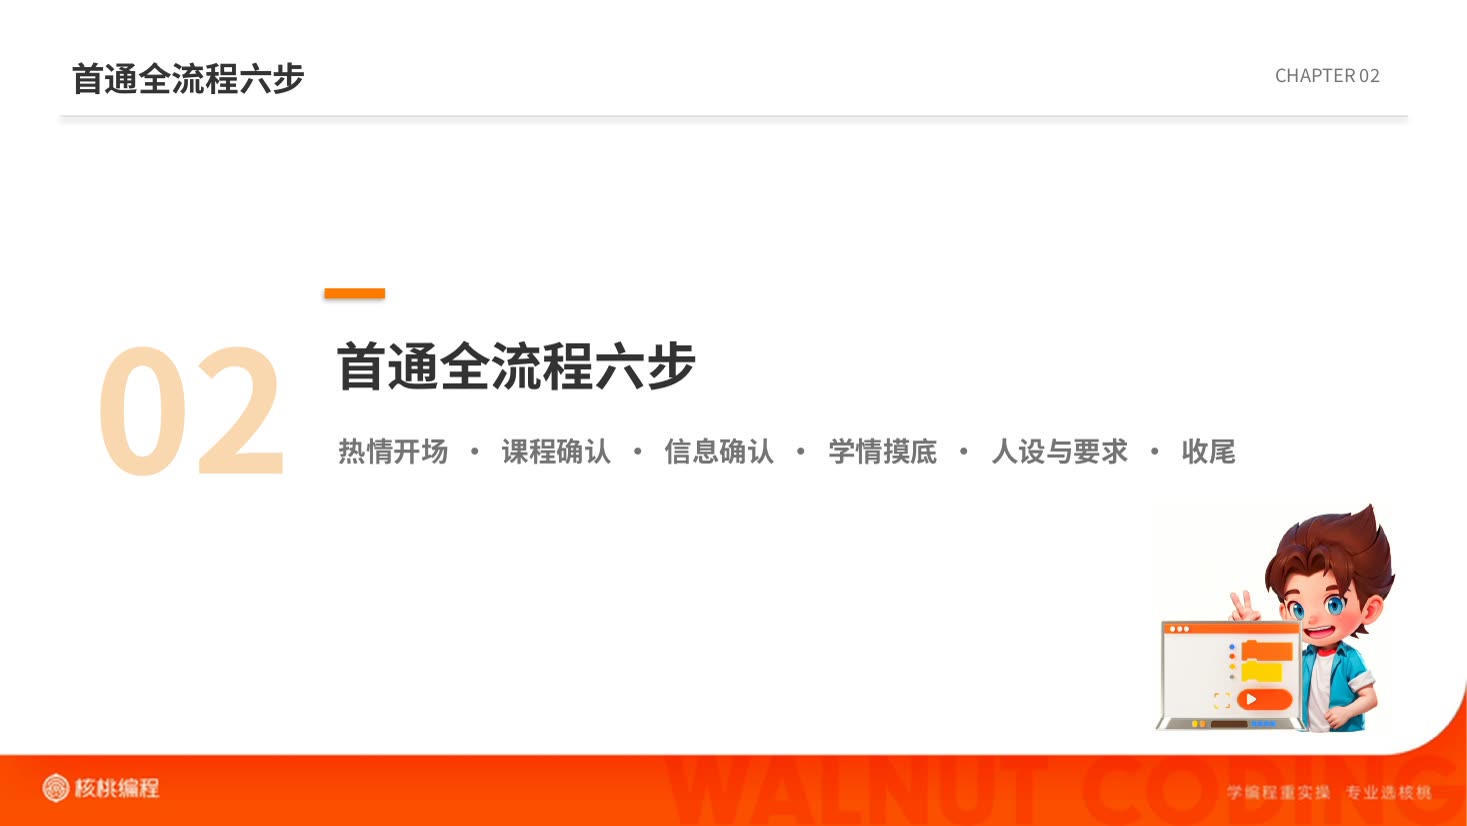 首通全流程六步
CHAPTER 02
02
首通全流程六步
热情开场 • 课程确认 • 信息确认 • 学情摸底 • 人设与要求 • 收尾
核桃编程
WALNUT CODING
学编程重实操 专业选核桃